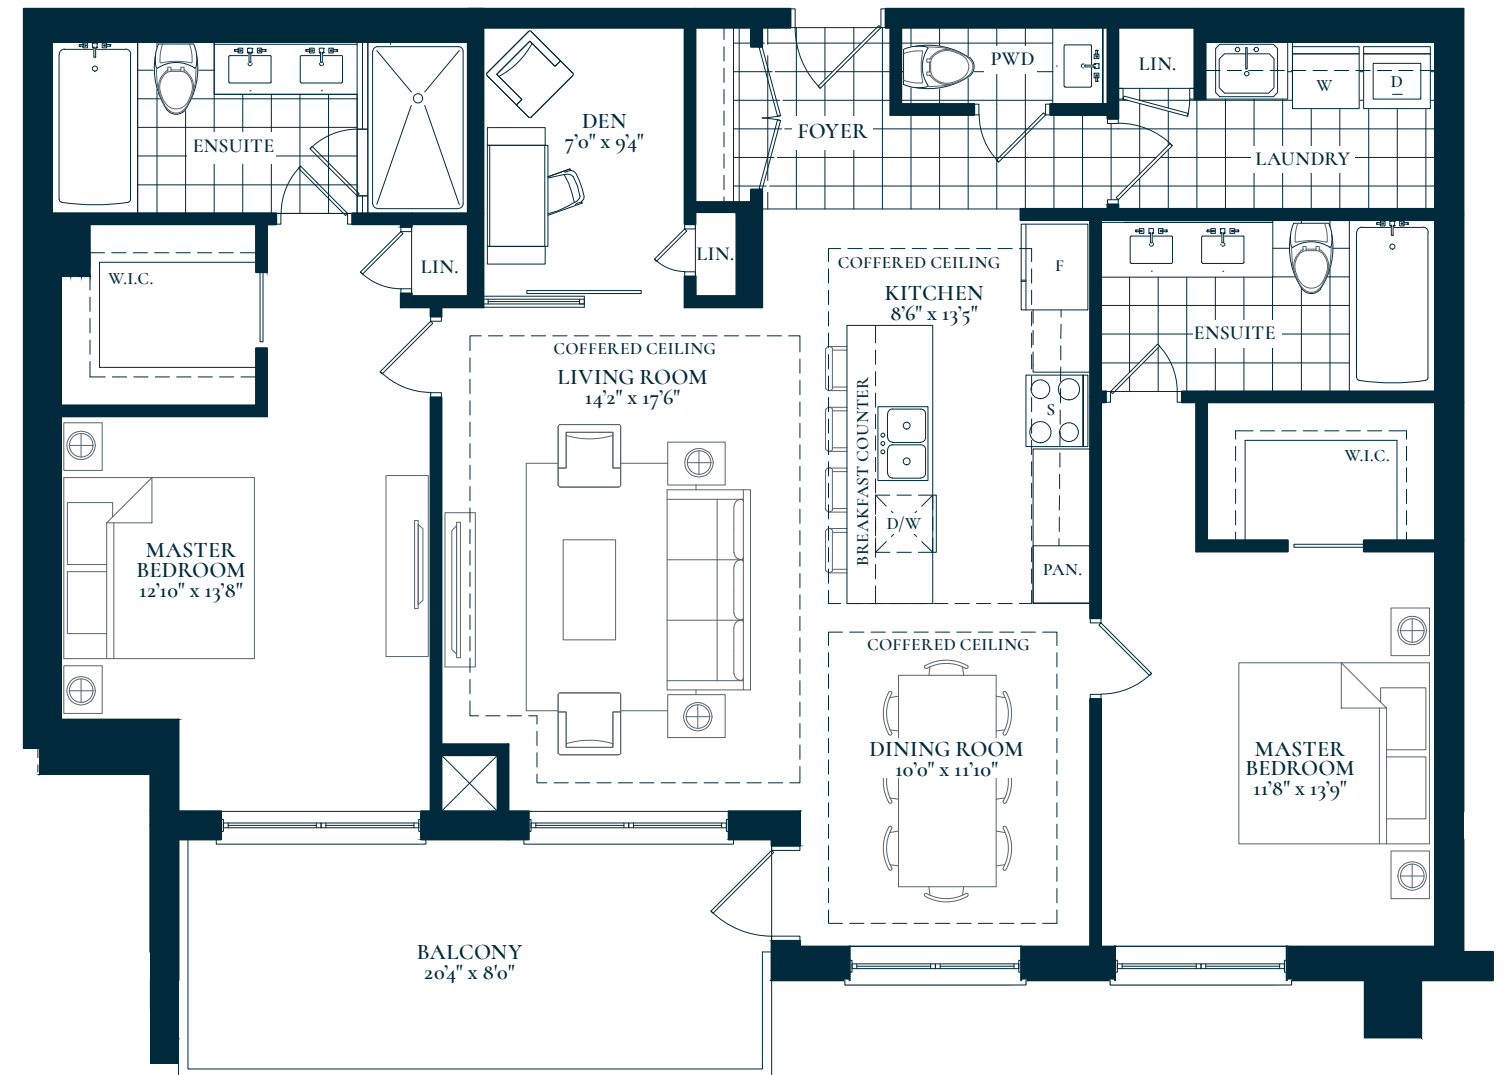 PWD
LIN.
W
D
DEN
7'0" x 9'4"
FOYER
ENSUITE
LAUNDRY
LIN.
LIN.
W.I.C.
COFFERED CEILING
F
KITCHEN
8'6" x 13'5"
ENSUITE
COFFERED CEILING
LIVING ROOM
14'2" x 17'6"
BREAKFAST COUNTER
S
W.I.C.
D/W
MASTER
BEDROOM
12'10" x 13'8"
PAN.
COFFERED CEILING
DINING ROOM
10'0" x 11'10"
MASTER
BEDROOM
11'8" x 13'9"
BALCONY
20'4" x 8'0"